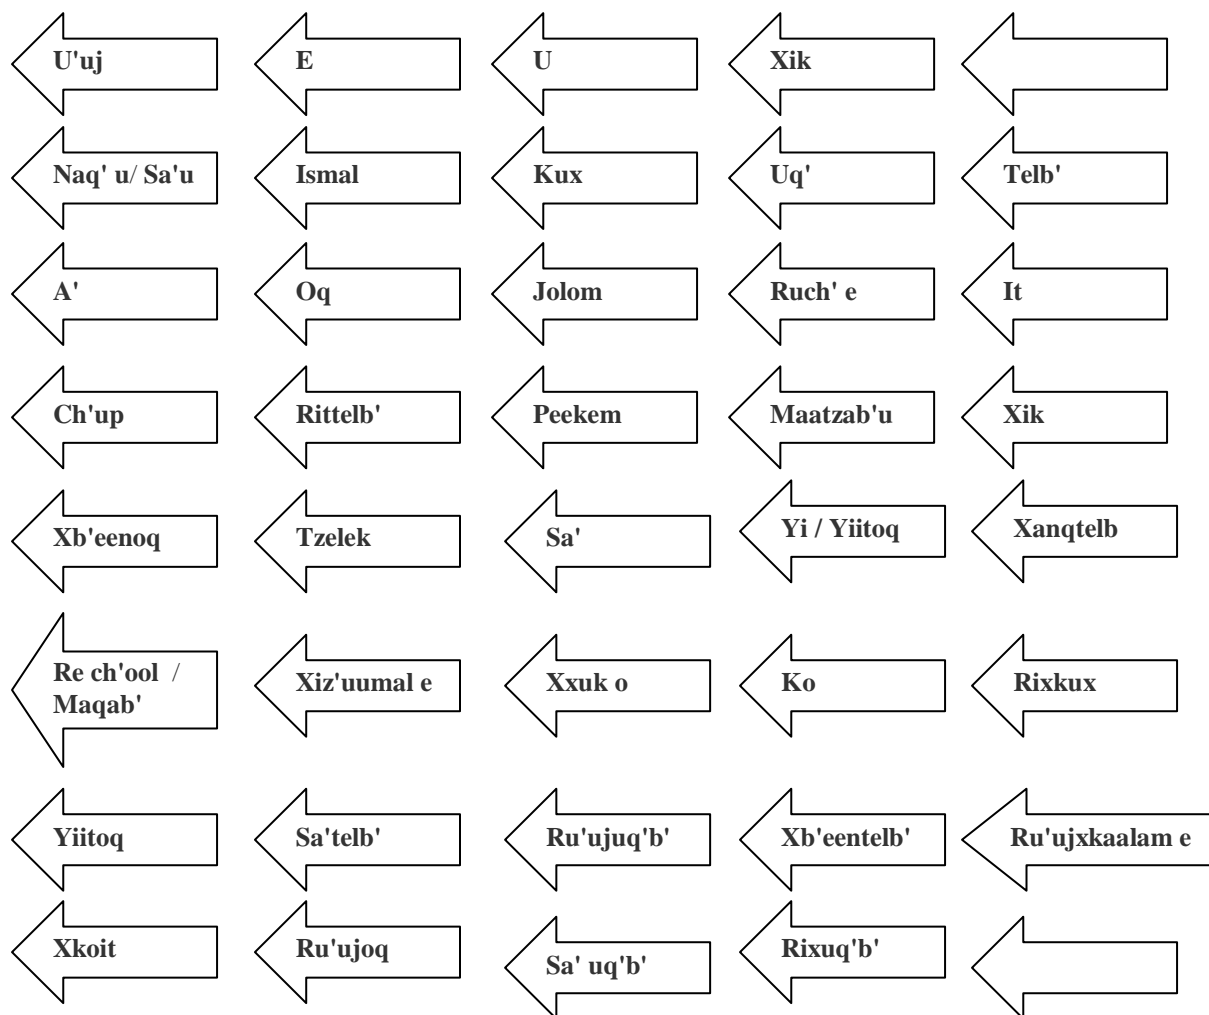 U'uj
E
U
Xik
Naq' u/ Sa'u
Ismal
Kux
Uq'
Telb'
A'
Oq
Jolom
Ruch' e
It
Ch'up
Rittelb'
Peekem
Maatzab'u
Xik
Xb'eenoq
Tzelek
Sa'
Yi / Yiitoq
Xanqtelb
Re ch'ool /
Maqab'
Xiz'uumal e
Xxuk o
Ko
Rixkux
Yiitoq
Sa'telb'
Ru'ujuq'b'
Xb'eentelb'
Ru'ujxkaalam e
Xkoit
Ru'ujoq
Sa' uq'b'
Rixuq'b'